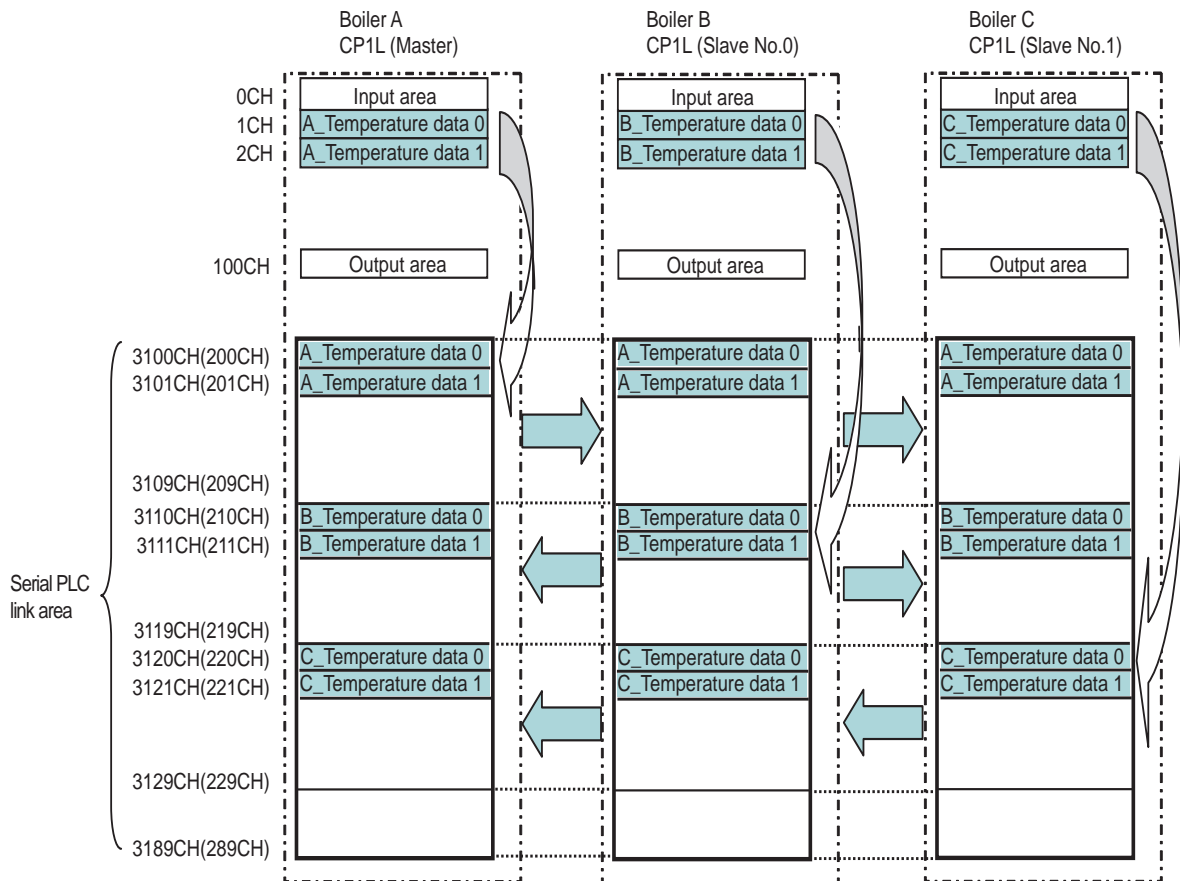 Boiler A
CP1L (Master)
Boiler B
CP1L (Slave No.0)
Boiler C
CP1L (Slave No.1)
0CH
Input area
Input area
Input area
1CH
A_Temperature data 0
B_Temperature data 0
C_Temperature data 0
2CH
A_Temperature data 1
B_Temperature data 1
C_Temperature data 1
100CH
Output area
Output area
Output area
3100CH(200CH)
A_Temperature data 0
A_Temperature data 0
A_Temperature data 0
3101CH(201CH)
A_Temperature data 1
A_Temperature data 1
A_Temperature data 1
3109CH(209CH)
3110CH(210CH)
B_Temperature data 0
B_Temperature data 0
B_Temperature data 0
3111CH(211CH)
B_Temperature data 1
B_Temperature data 1
B_Temperature data 1
Serial PLC
link area
3119CH(219CH)
3120CH(220CH)
C_Temperature data 0
C_Temperature data 0
C_Temperature data 0
3121CH(221CH)
C_Temperature data 1
C_Temperature data 1
C_Temperature data 1
3129CH(229CH)
3189CH(289CH)